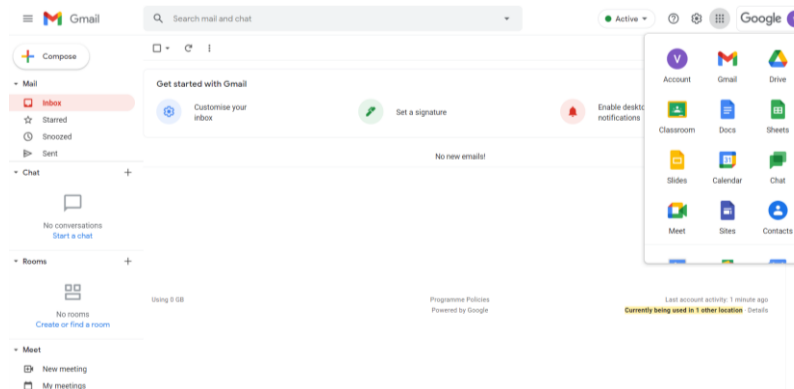 Gmail
Search mail and chat
Active
Google
Compose
Mail
Inbox
Starred
Snoozed
Sent
Chat
No conversations
Start a chat
Rooms
No rooms
Create or find a room
Meet
New meeting
My meetings
Get started with Gmail
Customise your
inbox
Set a signature
Enable deskto
notifications
No new emails!
Using 0 GB
Programme Policies
Powered by Google
Last account activity: 1 minute ago
Currently being used in 1 other location · Details
V
Account
Gmail
Drive
Classroom
Docs
Sheets
Slides
Calendar
Chat
Meet
Sites
Contacts